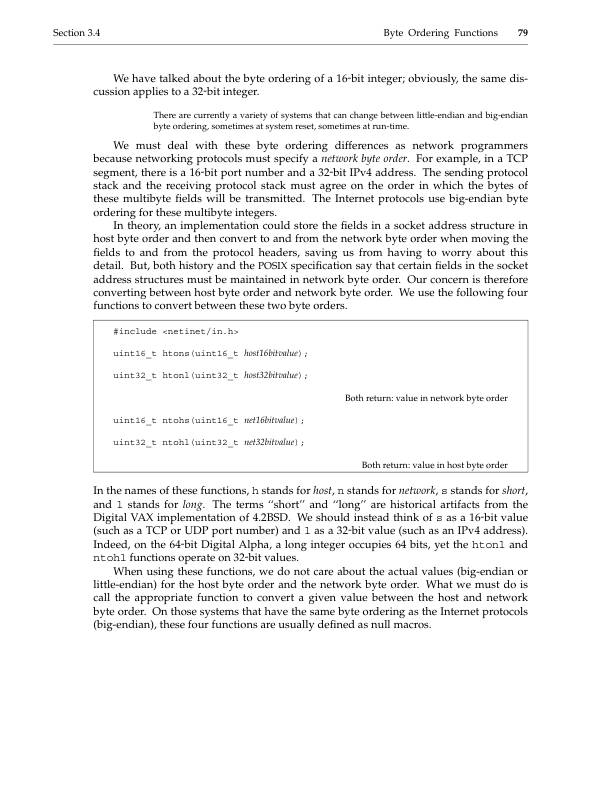 Section 3.4 Byte Ordering Functions 79
We have talked about the byte ordering of a 16-bit integer; obviously, the same dis-
cussion applies to a 32-bit integer.
There are currently a variety of systems that can change between little-endian and big-endian
byte ordering, sometimes at system reset, sometimes at run-time.
We must deal with these byte ordering differences as network programmers
because networking protocols must specify a network byte order. For example, in a TCP
segment, there is a 16-bit port number and a 32-bit IPv4 address. The sending protocol
stack and the receiving protocol stack must agree on the order in which the bytes of
these multibyte fields will be transmitted. The Internet protocols use big-endian byte
ordering for these multibyte integers.
In theory, an implementation could store the fields in a socket address structure in
host byte order and then convert to and from the network byte order when moving the
fields to and from the protocol headers, saving us from having to worry about this
detail. But, both history and the POSIX specification say that certain fields in the socket
address structures must be maintained in network byte order. Our concern is therefore
converting between host byte order and network byte order. We use the following four
functions to convert between these two byte orders.
#include <netinet/in.h>
uint16_t htons(uint16_t host16bitvalue);
uint32_t htonl(uint32_t host32bitvalue);
Both return: value in network byte order
uint16_t ntohs(uint16_t net16bitvalue);
uint32_t ntohl(uint32_t net32bitvalue);
Both return: value in host byte order
In the names of these functions, h stands for host, n stands for network, s stands for short,
and l stands for long. The terms ‘‘short’’ and ‘‘long’’ are historical artifacts from the
Digital VAX implementation of 4.2BSD. We should instead think of s as a 16-bit value
(such as a TCP or UDP port number) and l as a 32-bit value (such as an IPv4 address).
Indeed, on the 64-bit Digital Alpha, a long integer occupies 64 bits, yet the htonl and
ntohl functions operate on 32-bit values.
When using these functions, we do not care about the actual values (big-endian or
little-endian) for the host byte order and the network byte order. What we must do is
call the appropriate function to convert a given value between the host and network
byte order. On those systems that have the same byte ordering as the Internet protocols
(big-endian), these four functions are usually defined as null macros.